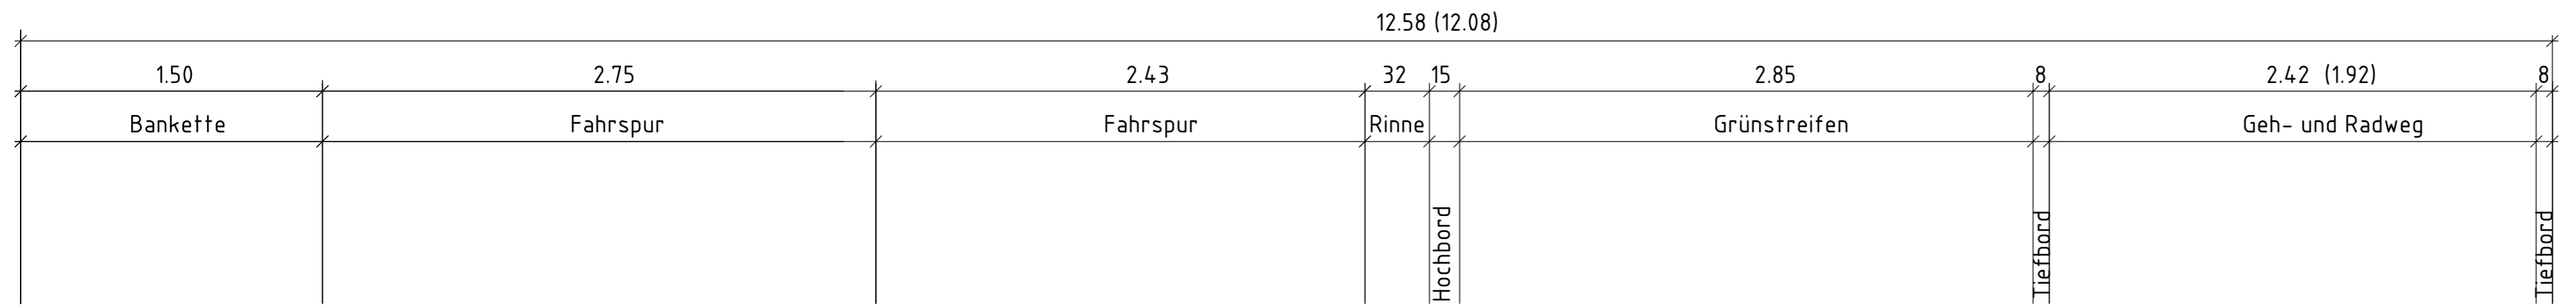 12.58 (12.08)
1.50 2.75 2.43 32 15 2.85 8 2.42 (1.92) 8
Bankette Fahrspur Fahrspur Rinne Grünstreifen Geh- und Radweg
Hochbord
Tiefbord
Tiefbord